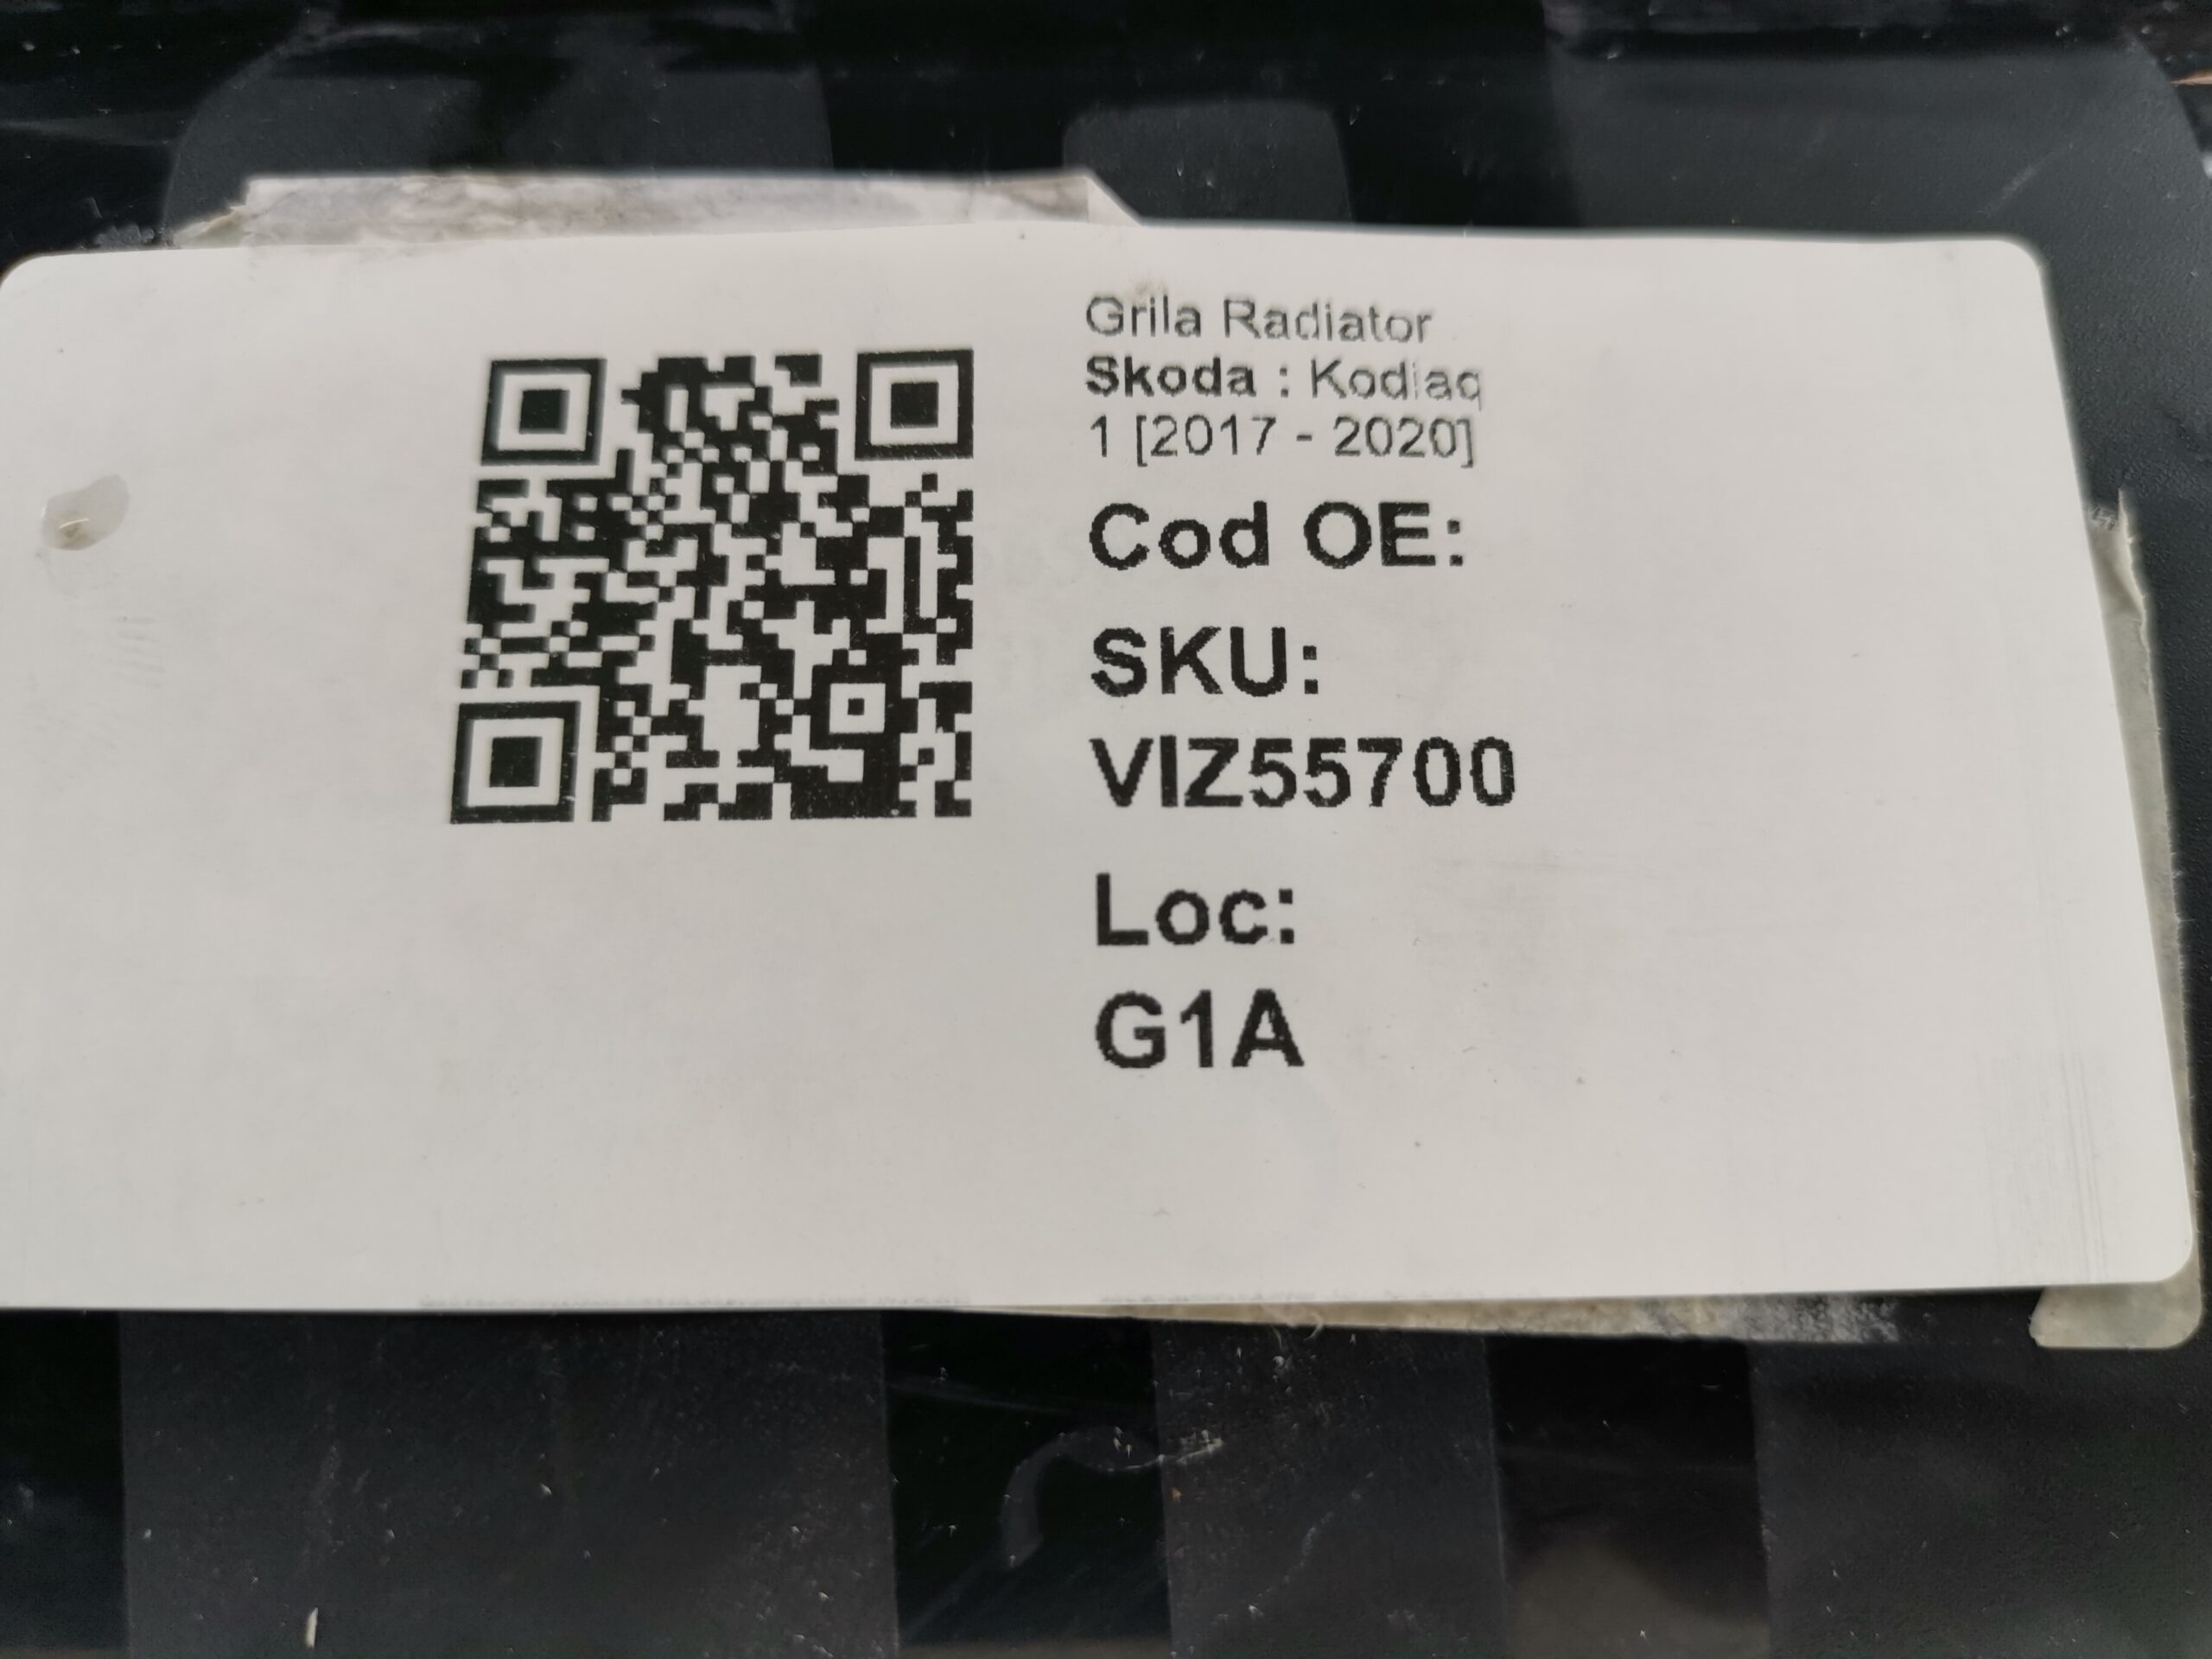 Grila Radiator
Skoda : Kodiaq
1 [2017 - 2020]
Cod OE:
SKU:
VIZ55700
Loc:
G1A